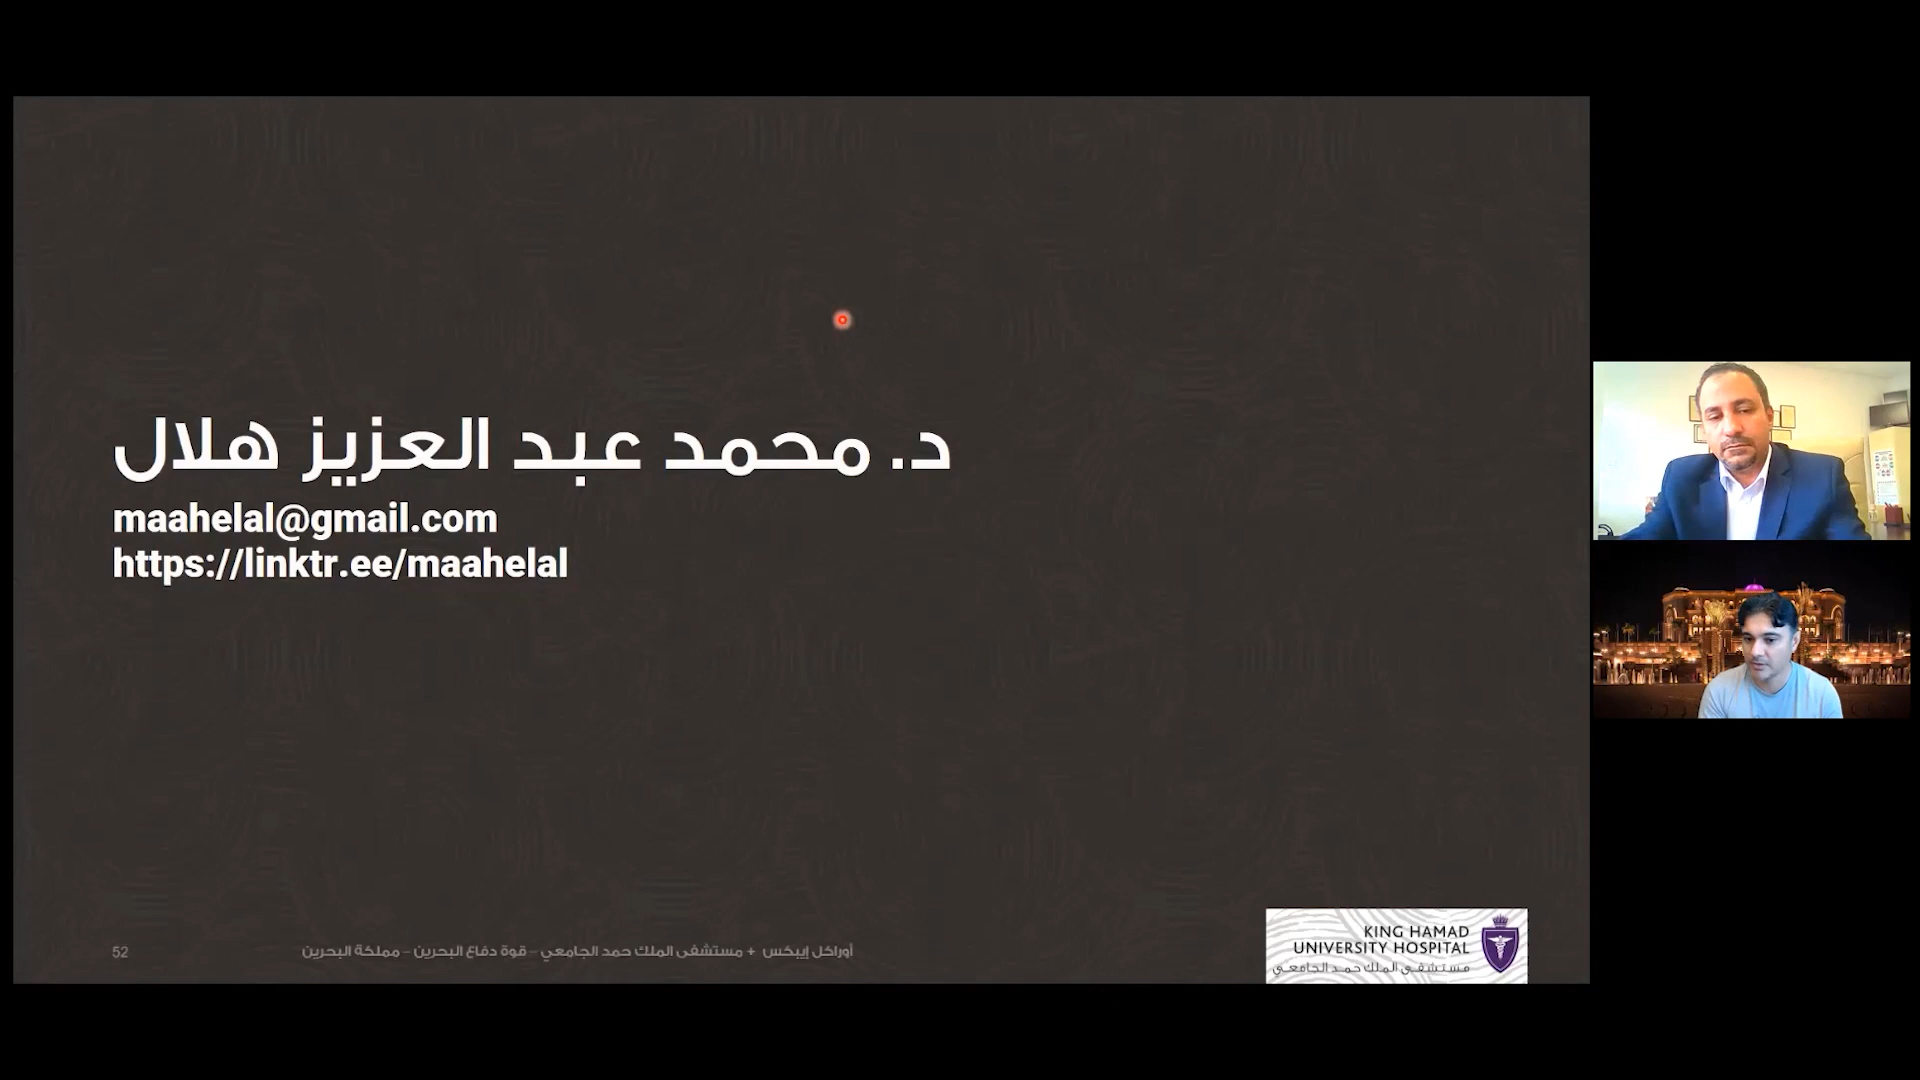 د. محمد عبد العزيز هلال
maahelal@gmail.com
https://linktr.ee/maahelal
52
أوراكل إيبكس + مستشفى الملك حمد الجامعي – قوة دفاع البحرين – مملكة البحرين
KING HAMAD
UNIVERSITY HOSPITAL
مستشفى الملك حمد الجامعي